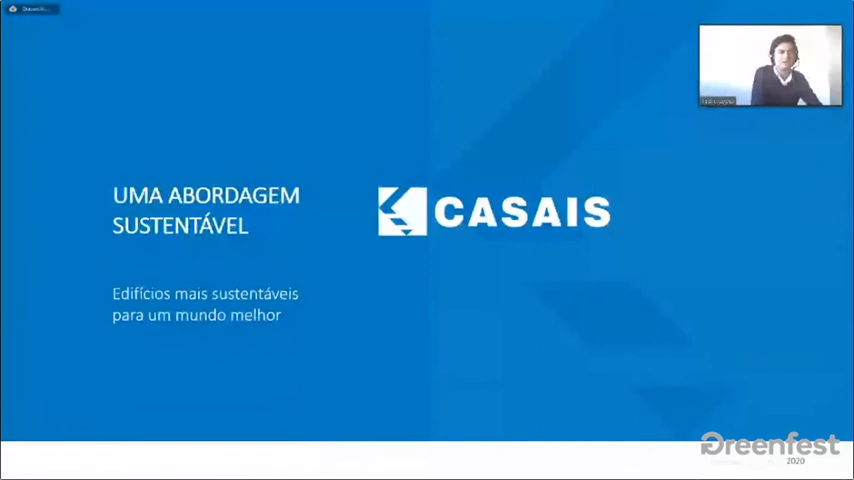 UMA ABORDAGEM
SUSTENTÁVEL
CASAIS
Edifícios mais sustentáveis
para um mundo melhor
Greenfest
2020